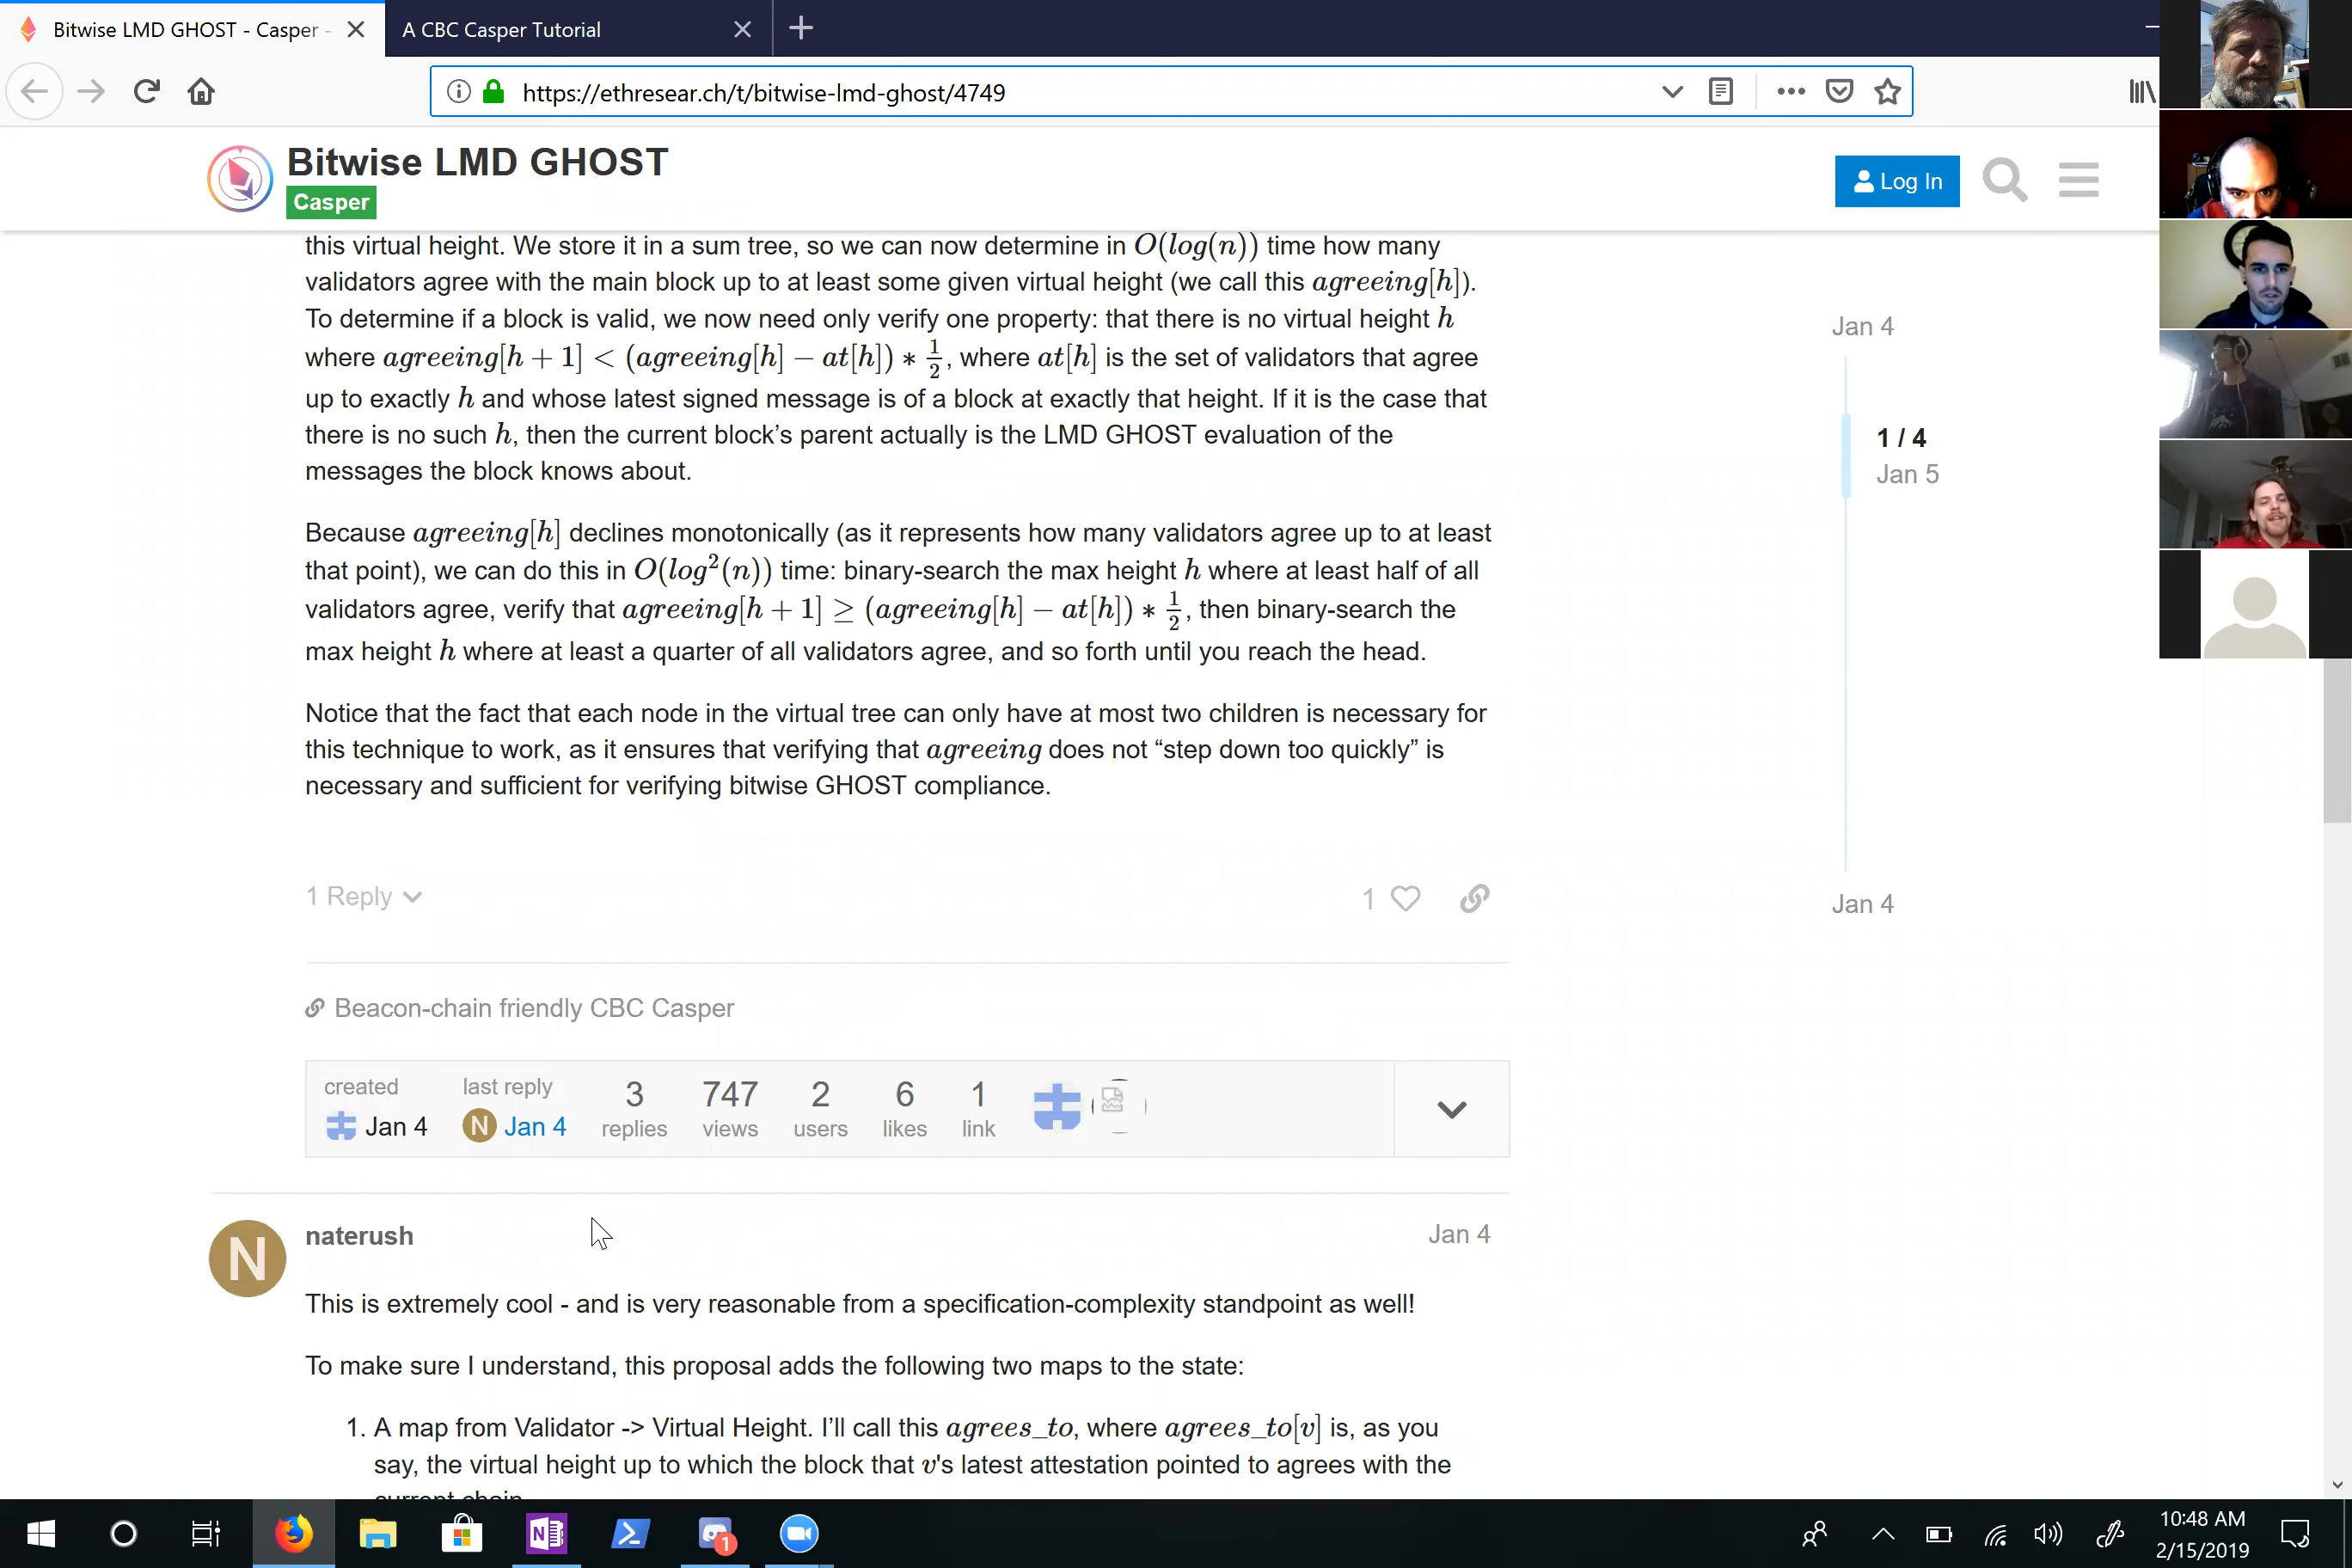 Bitwise LMD GHOST - Casper -
A CBC Casper Tutorial
https://ethresear.ch/t/bitwise-lmd-ghost/4749
Bitwise LMD GHOST
Casper
Log In
this virtual height. We store it in a sum tree, so we can now determine in O(log(n)) time how many
validators agree with the main block up to at least some given virtual height (we call this agreeing[h]).
To determine if a block is valid, we now need only verify one property: that there is no virtual height h
where agreeing[h + 1] < (agreeing[h] − at[h]) ∗ 1/2, where at[h] is the set of validators that agree
up to exactly h and whose latest signed message is of a block at exactly that height. If it is the case that
there is no such h, then the current block’s parent actually is the LMD GHOST evaluation of the
messages the block knows about.
Because agreeing[h] declines monotonically (as it represents how many validators agree up to at least
that point), we can do this in O(log²(n)) time: binary-search the max height h where at least half of all
validators agree, verify that agreeing[h + 1] ≥ (agreeing[h] − at[h]) ∗ 1/2, then binary-search the
max height h where at least a quarter of all validators agree, and so forth until you reach the head.
Notice that the fact that each node in the virtual tree can only have at most two children is necessary for
this technique to work, as it ensures that verifying that agreeing does not “step down too quickly” is
necessary and sufficient for verifying bitwise GHOST compliance.
Jan 4
1 / 4
Jan 5
Jan 4
1 Reply
1
Beacon-chain friendly CBC Casper
created
last reply
3
747
2
6
1
Jan 4
N
Jan 4
replies
views
users
likes
link
N
naterush
Jan 4
This is extremely cool - and is very reasonable from a specification-complexity standpoint as well!
To make sure I understand, this proposal adds the following two maps to the state:
1. A map from Validator -> Virtual Height. I’ll call this agrees_to, where agrees_to[v] is, as you
say, the virtual height up to which the block that v's latest attestation pointed to agrees with the
current chain
N
1
10:48 AM
2/15/2019